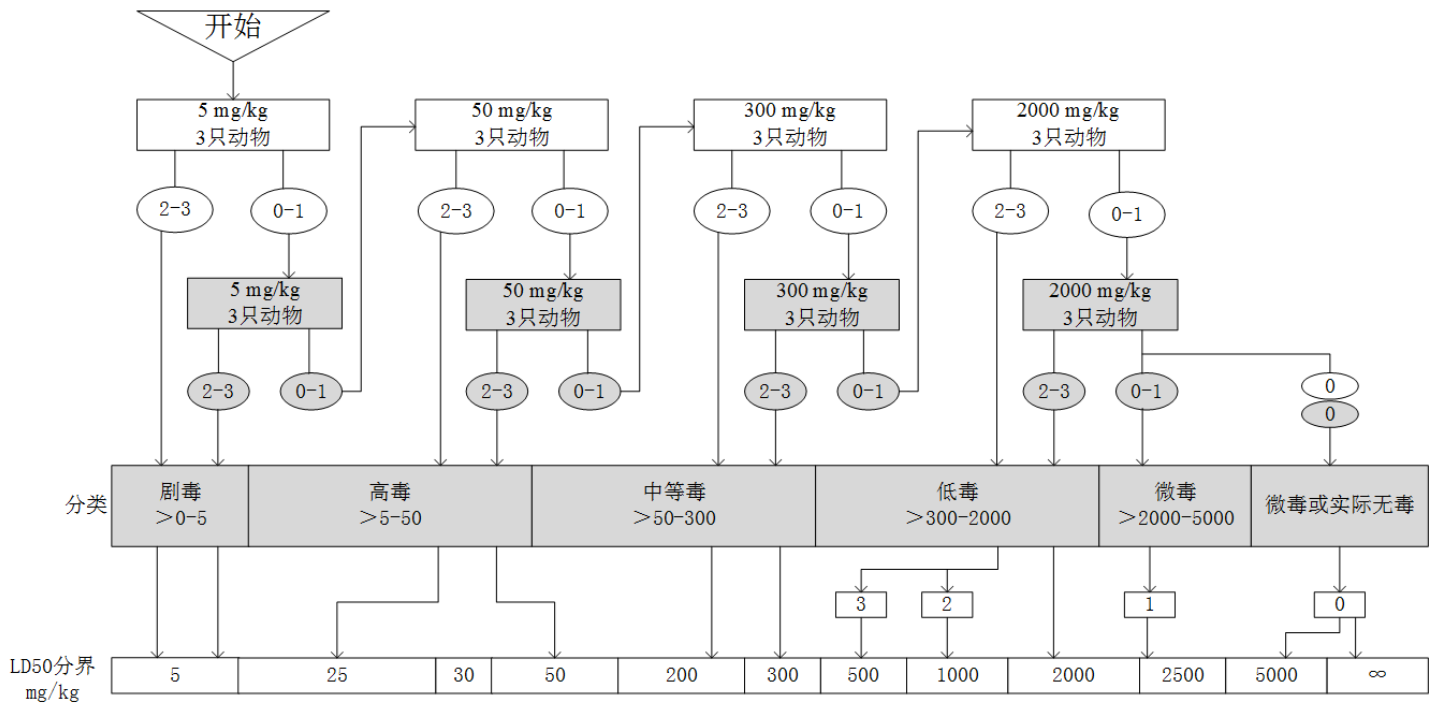 开始
5 mg/kg
3只动物
50 mg/kg
3只动物
300 mg/kg
3只动物
2000 mg/kg
3只动物
2-3
0-1
2-3
0-1
2-3
0-1
2-3
0-1
5 mg/kg
3只动物
50 mg/kg
3只动物
300 mg/kg
3只动物
2000 mg/kg
3只动物
2-3
0-1
2-3
0-1
2-3
0-1
2-3
0-1
0
0
分类
剧毒
>0-5
高毒
>5-50
中等毒
>50-300
低毒
>300-2000
微毒
>2000-5000
微毒或实际无毒
3
2
1
0
LD50分界
mg/kg
5
25
30
50
200
300
500
1000
2000
2500
5000
∞